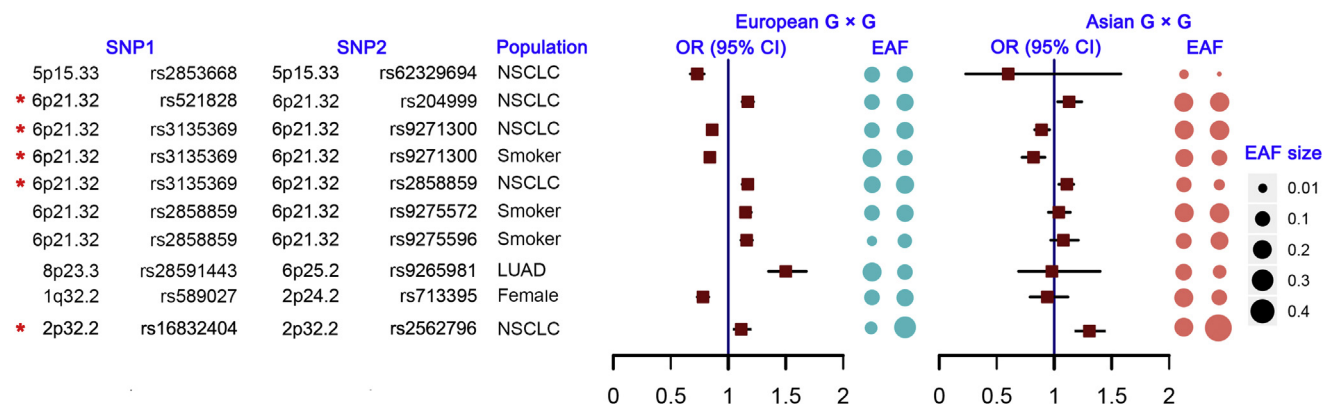 European G × G Asian G × G
SNP1 SNP2 Population OR (95% CI) EAF OR (95% CI) EAF
5p15.33 rs2853668 5p15.33 rs62329694 NSCLC
* 6p21.32 rs521828 6p21.32 rs204999 NSCLC
* 6p21.32 rs3135369 6p21.32 rs9271300 NSCLC
* 6p21.32 rs3135369 6p21.32 rs9271300 Smoker
* 6p21.32 rs3135369 6p21.32 rs2858859 NSCLC
6p21.32 rs2858859 6p21.32 rs9275572 Smoker
6p21.32 rs2858859 6p21.32 rs9275596 Smoker
8p23.3 rs28591443 6p25.2 rs9265981 LUAD
1q32.2 rs589027 2p24.2 rs713395 Female
* 2p32.2 rs16832404 2p32.2 rs2562796 NSCLC
EAF size
0.01
0.1
0.2
0.3
0.4
0 0.5 1 1.5 2 0 0.5 1 1.5 2